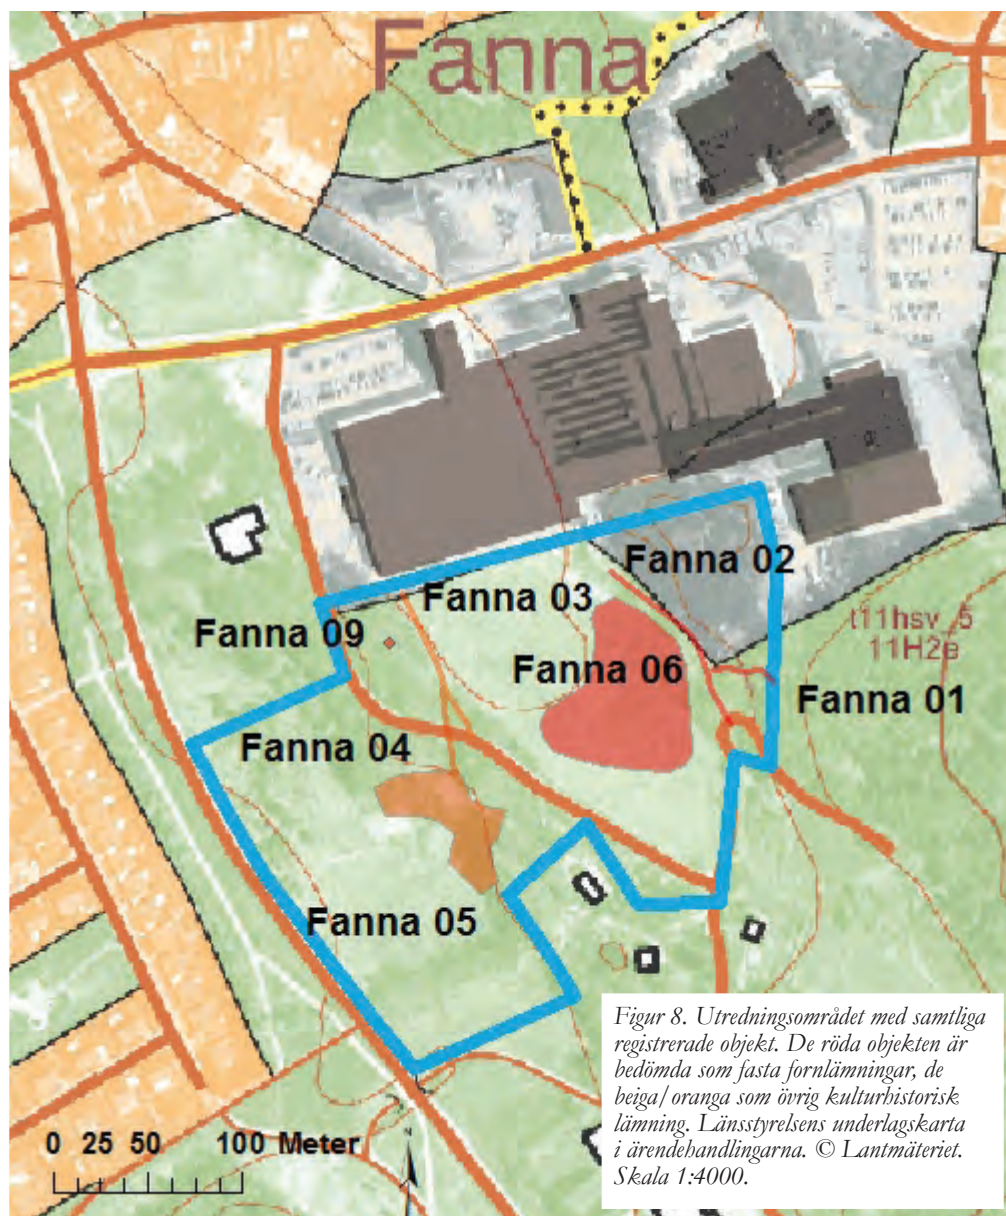 Fanna
Fanna 02
Fanna 03
t11hsv_5
Fanna 09
11H2e
Fanna 06
Fanna 01
Fanna 04
Fanna 05
Figur 8. Utredningsområdet med samtliga
registrerade objekt. De röda objekten är
bedömda som fasta fornlämningar, de
beiga/oranga som övrig kulturhistorisk
lämning. Länsstyrelsens underlagskarta
i ärendehandlingarna. © Lantmäteriet.
Skala 1:4000.
N
0 25 50 100 Meter